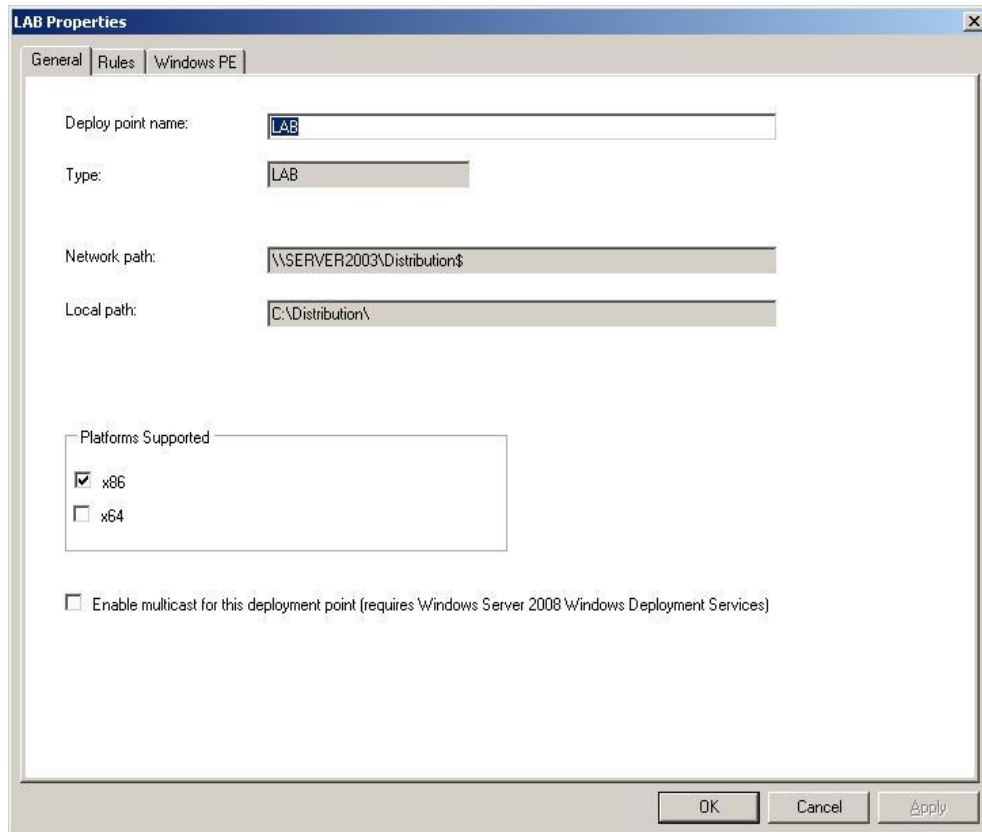 LAB Properties
General Rules Windows PE
Deploy point name: LAB
Type: LAB
Network path: \\SERVER2003\Distribution$
Local path: C:\Distribution\
Platforms Supported
x86
x64
Enable multicast for this deployment point (requires Windows Server 2008 Windows Deployment Services)
OK Cancel Apply